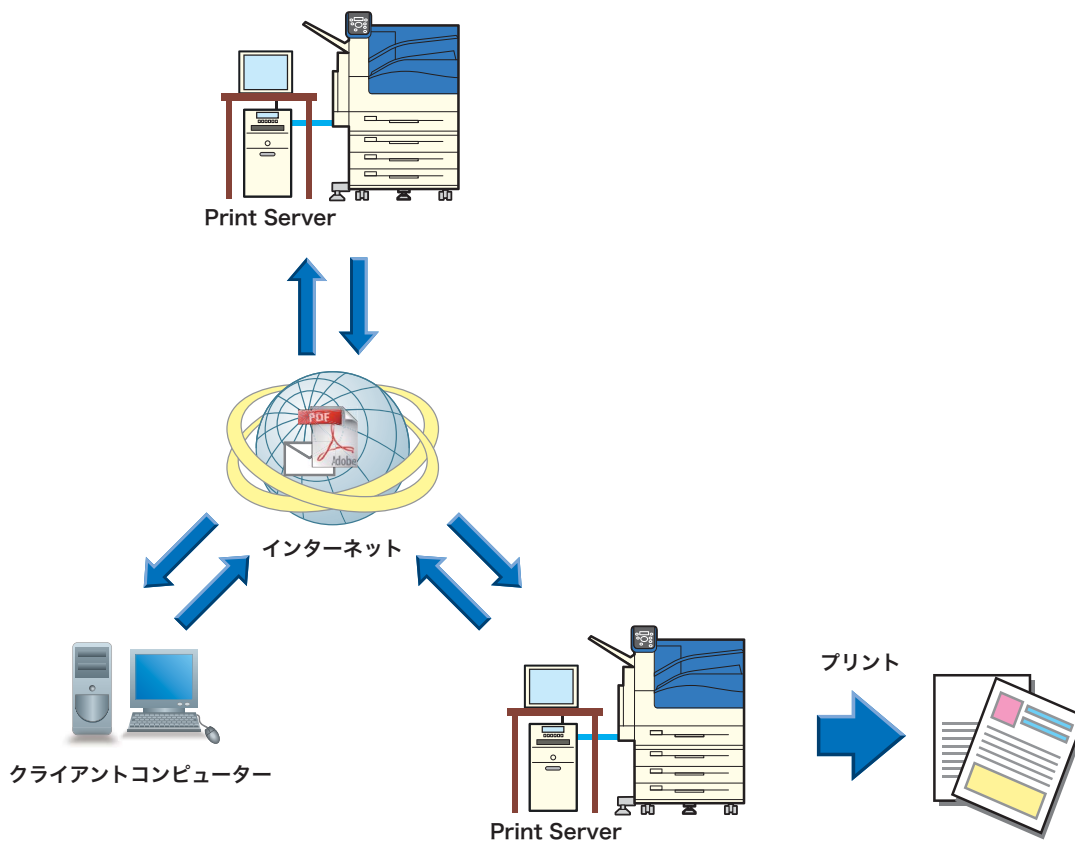 Print Server
PDF
Adobe
インターネット
プリント
クライアントコンピューター
Print Server